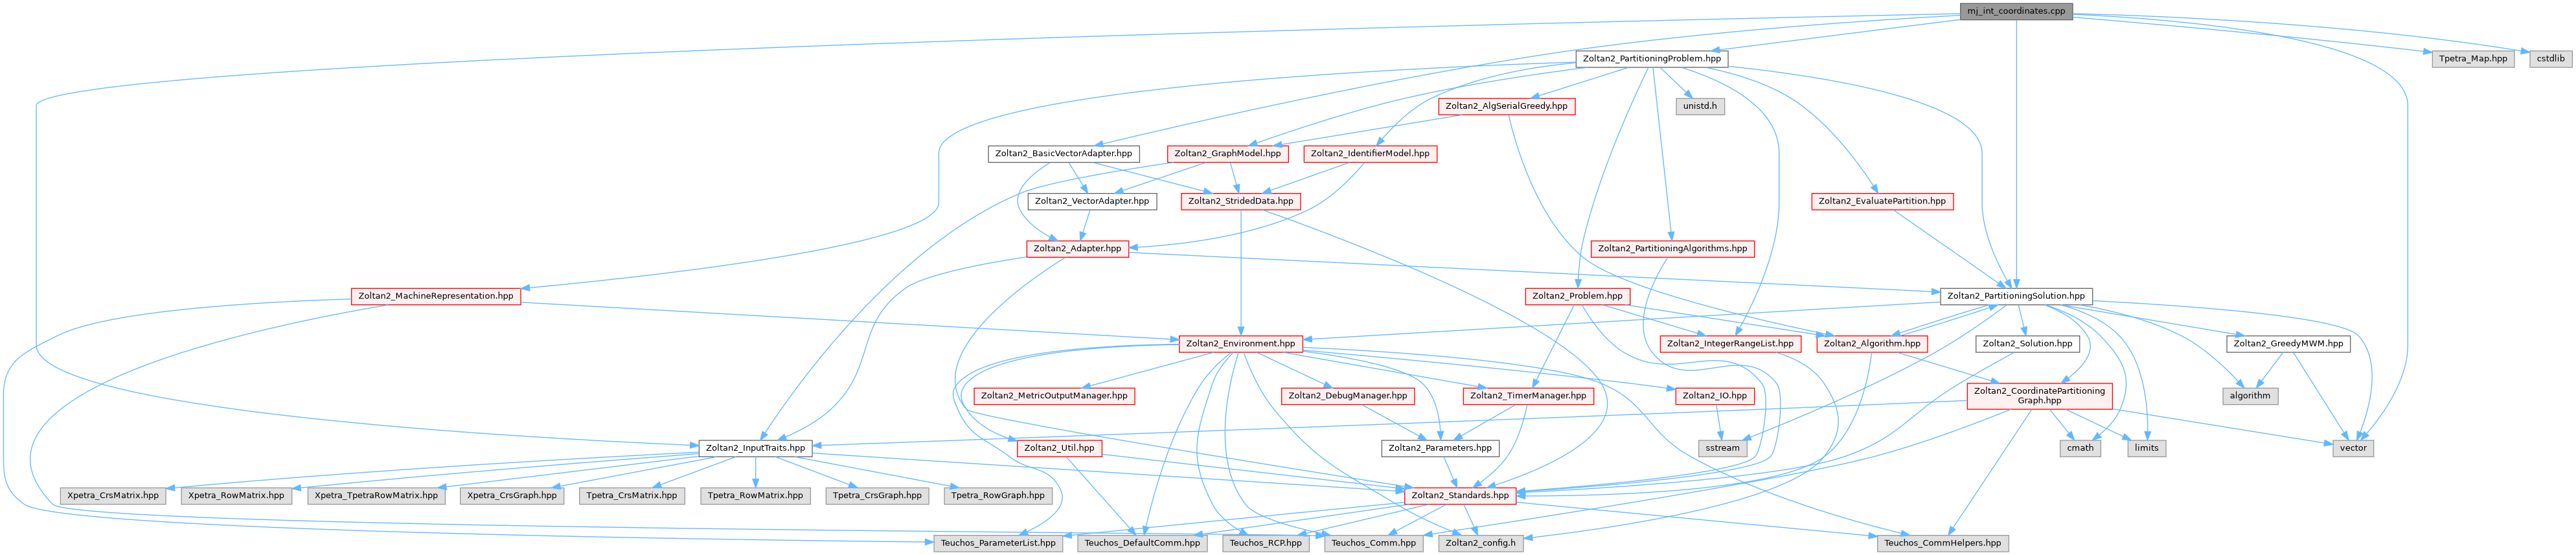 mj_int_coordinates.cpp
Zoltan2_PartitioningProblem.hpp
Tpetra_Map.hpp
cstdlib
Zoltan2_AlgSerialGreedy.hpp
unistd.h
Zoltan2_BasicVectorAdapter.hpp
Zoltan2_GraphModel.hpp
Zoltan2_IdentifierModel.hpp
Zoltan2_VectorAdapter.hpp
Zoltan2_StridedData.hpp
Zoltan2_EvaluatePartition.hpp
Zoltan2_Adapter.hpp
Zoltan2_PartitioningAlgorithms.hpp
Zoltan2_MachineRepresentation.hpp
Zoltan2_Problem.hpp
Zoltan2_PartitioningSolution.hpp
Zoltan2_Environment.hpp
Zoltan2_IntegerRangeList.hpp
Zoltan2_Algorithm.hpp
Zoltan2_Solution.hpp
Zoltan2_GreedyMWM.hpp
Zoltan2_MetricOutputManager.hpp
Zoltan2_DebugManager.hpp
Zoltan2_TimerManager.hpp
Zoltan2_IO.hpp
Zoltan2_CoordinatePartitioning
Graph.hpp
algorithm
Zoltan2_InputTraits.hpp
Zoltan2_Util.hpp
Zoltan2_Parameters.hpp
sstream
cmath
limits
vector
Xpetra_CrsMatrix.hpp
Xpetra_RowMatrix.hpp
Xpetra_TpetraRowMatrix.hpp
Xpetra_CrsGraph.hpp
Tpetra_CrsMatrix.hpp
Tpetra_RowMatrix.hpp
Tpetra_CrsGraph.hpp
Tpetra_RowGraph.hpp
Zoltan2_Standards.hpp
Teuchos_ParameterList.hpp
Teuchos_DefaultComm.hpp
Teuchos_RCP.hpp
Teuchos_Comm.hpp
Zoltan2_config.h
Teuchos_CommHelpers.hpp